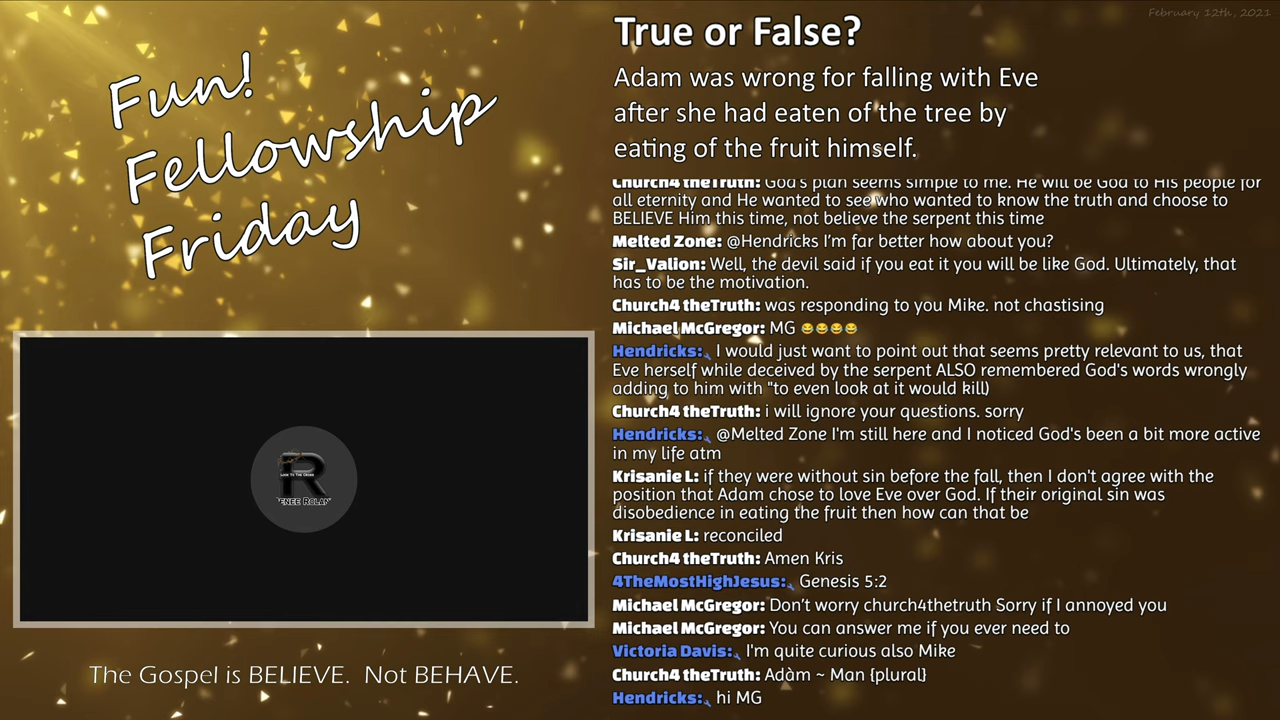 February 12th, 2021
Fun!
Fellowship
Friday
True or False?
Adam was wrong for falling with Eve
after she had eaten of the tree by
eating of the fruit himself.
Church4 theTruth: God's plan seems simple to me. He will be God to His people for
all eternity and He wanted to see who wanted to know the truth and choose to
BELIEVE Him this time, not believe the serpent this time
Melted Zone: @Hendricks I'm far better how about you?
Sir_Valion: Well, the devil said if you eat it you will be like God. Ultimately, that
has to be the motivation.
Church4 theTruth: was responding to you Mike. not chastising
Michael McGregor: MG 😂😂😂😂
Hendricks: I would just want to point out that seems pretty relevant to us, that
Eve herself while deceived by the serpent ALSO remembered God's words wrongly
adding to him with "to even look at it would kill)
Church4 theTruth: i will ignore your questions. sorry
Hendricks: @Melted Zone I'm still here and I noticed God's been a bit more active
in my life atm
Krisanie L: if they were without sin before the fall, then I don't agree with the
position that Adam chose to love Eve over God. If their original sin was
disobedience in eating the fruit then how can that be
Krisanie L: reconciled
Church4 theTruth: Amen Kris
4TheMostHighJesus: Genesis 5:2
Michael McGregor: Don't worry church4thetruth Sorry if I annoyed you
Michael McGregor: You can answer me if you ever need to
Victoria Davis: I'm quite curious also Mike
Church4 theTruth: Adàm ~ Man {plural}
Hendricks: hi MG
R
The Gospel is BELIEVE. Not BEHAVE.